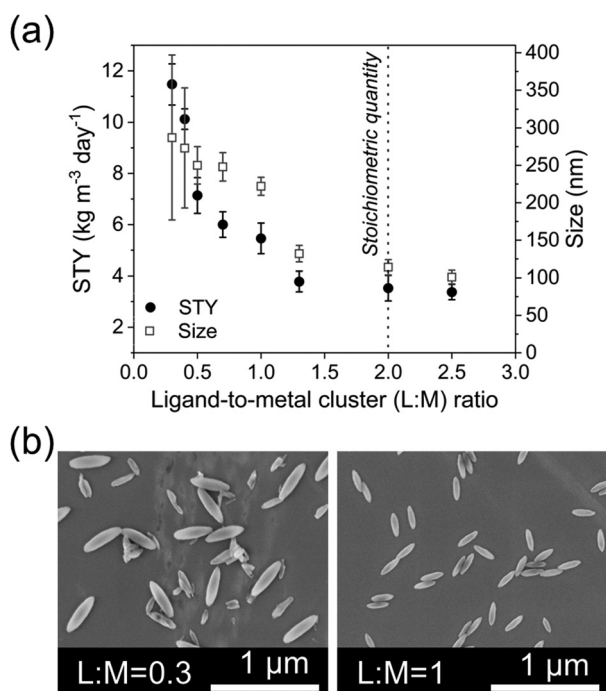 (a)
STY (kg m⁻³ day⁻¹)
12
10
8
6
4
2
Stoichiometric quantity
400
350
300
250
200
150
100
50
0
Size (nm)
STY
Size
0.0 0.5 1.0 1.5 2.0 2.5 3.0
Ligand-to-metal cluster (L:M) ratio
(b)
L:M=0.3 1 µm
L:M=1 1 µm